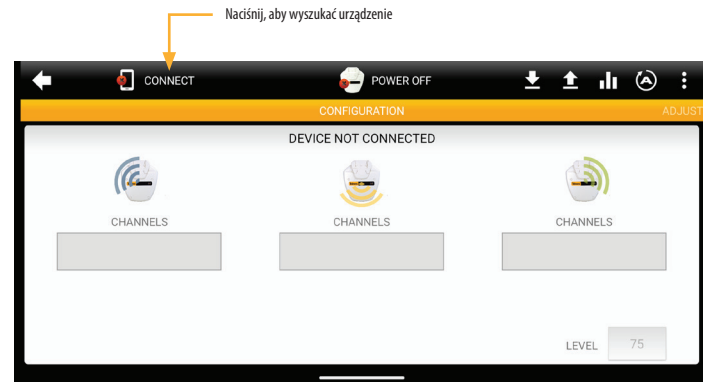 Naciśnij, aby wyszukać urządzenie
CONNECT
POWER OFF
CONFIGURATION
ADJUST
DEVICE NOT CONNECTED
CHANNELS
CHANNELS
CHANNELS
LEVEL
75